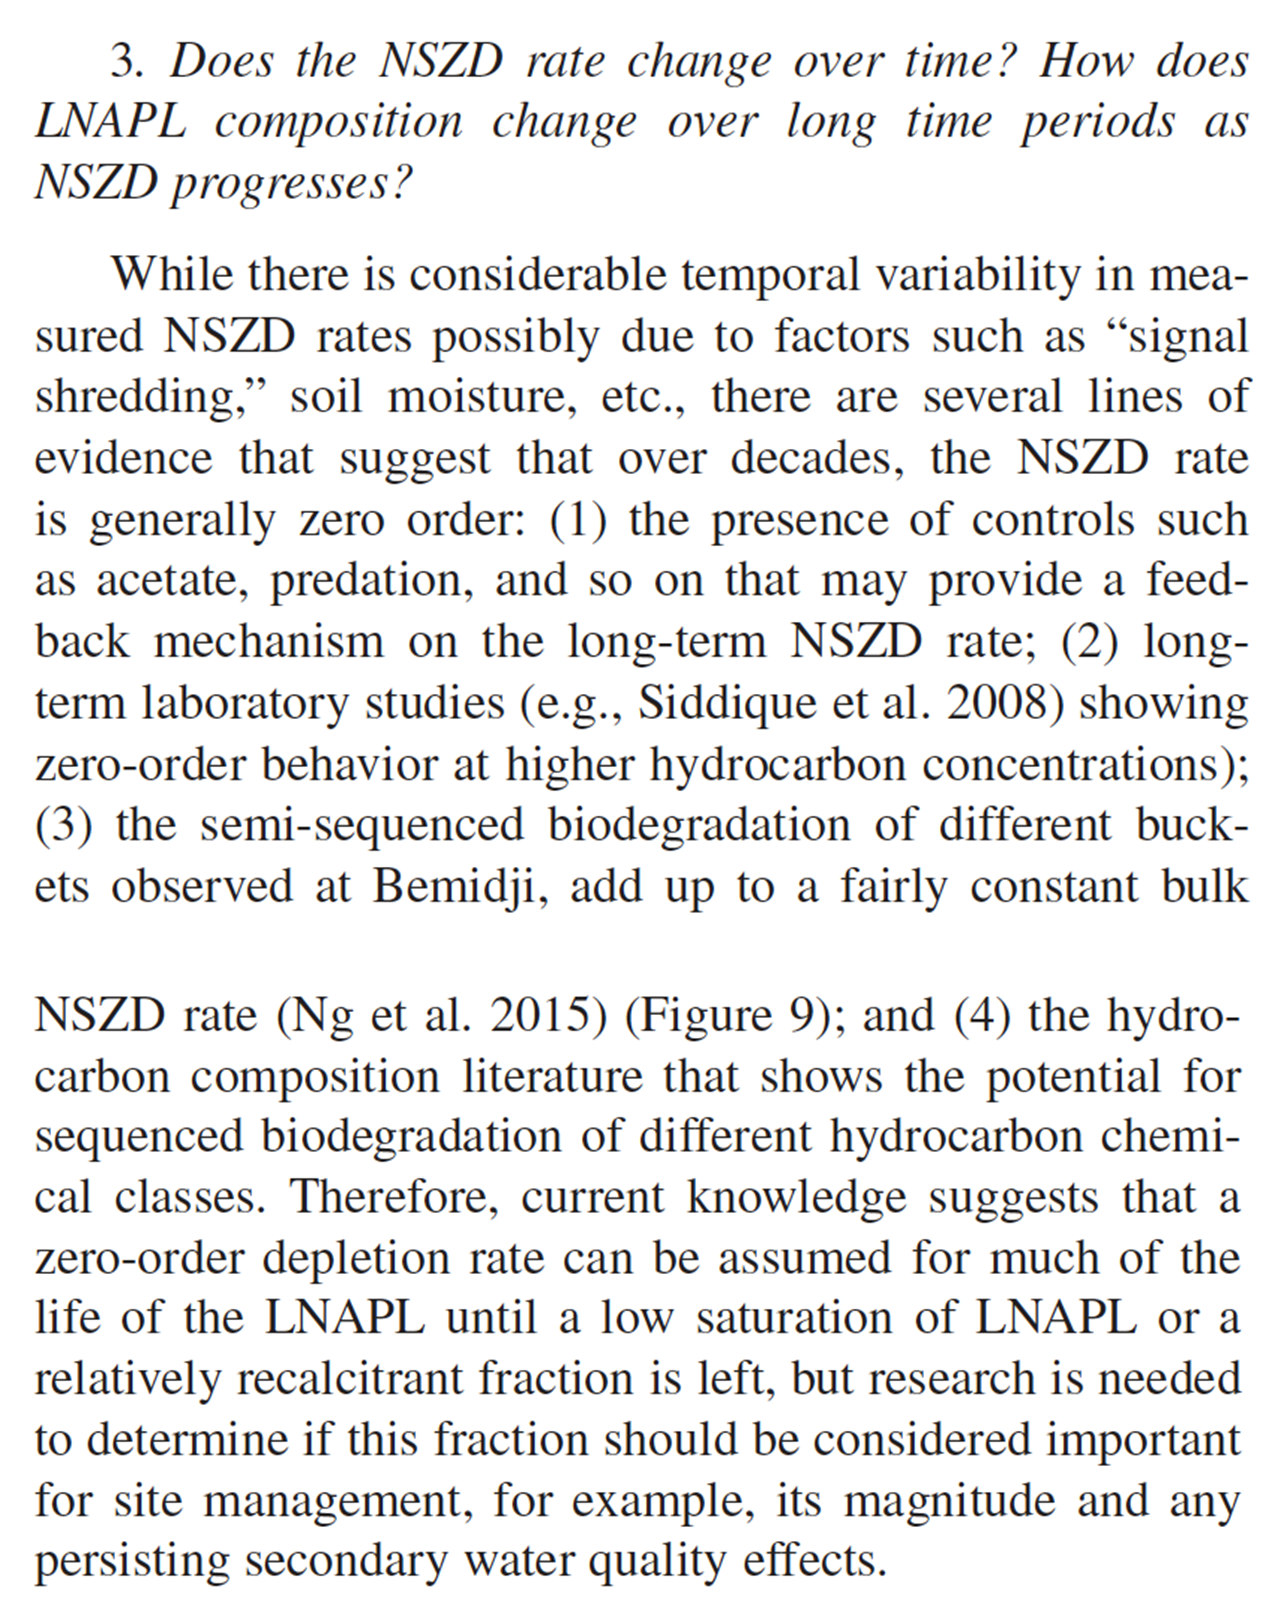 3. Does the NSZD rate change over time? How does
LNAPL composition change over long time periods as
NSZD progresses?
While there is considerable temporal variability in mea-
sured NSZD rates possibly due to factors such as “signal
shredding,” soil moisture, etc., there are several lines of
evidence that suggest that over decades, the NSZD rate
is generally zero order: (1) the presence of controls such
as acetate, predation, and so on that may provide a feed-
back mechanism on the long-term NSZD rate; (2) long-
term laboratory studies (e.g., Siddique et al. 2008) showing
zero-order behavior at higher hydrocarbon concentrations);
(3) the semi-sequenced biodegradation of different buck-
ets observed at Bemidji, add up to a fairly constant bulk
NSZD rate (Ng et al. 2015) (Figure 9); and (4) the hydro-
carbon composition literature that shows the potential for
sequenced biodegradation of different hydrocarbon chemi-
cal classes. Therefore, current knowledge suggests that a
zero-order depletion rate can be assumed for much of the
life of the LNAPL until a low saturation of LNAPL or a
relatively recalcitrant fraction is left, but research is needed
to determine if this fraction should be considered important
for site management, for example, its magnitude and any
persisting secondary water quality effects.